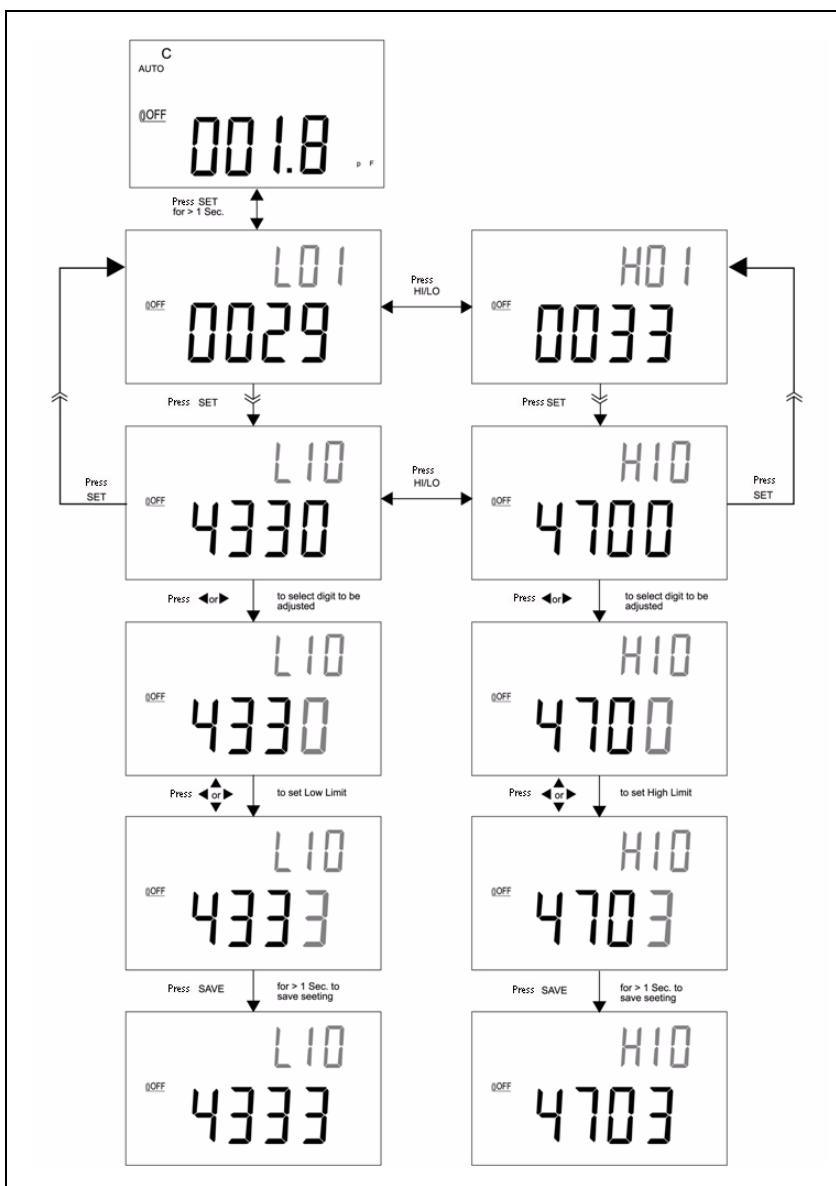 C
AUTO
OFF
001.8
p F
Press SET
for > 1 Sec.
L01
OFF
0029
Press
HI/LO
H01
OFF
0033
Press SET
Press SET
L10
OFF
4330
Press
HI/LO
H10
OFF
4700
Press
SET
Press
SET
Press ◀or▶
to select digit to be
adjusted
Press ◀or▶
to select digit to be
adjusted
L10
OFF
4330
H10
OFF
4700
Press ◀or▶
to set Low Limit
Press ◀or▶
to set High Limit
L10
OFF
4333
H10
OFF
4703
Press SAVE
for > 1 Sec. to
save seeting
Press SAVE
for > 1 Sec. to
save seeting
L10
OFF
4333
H10
OFF
4703